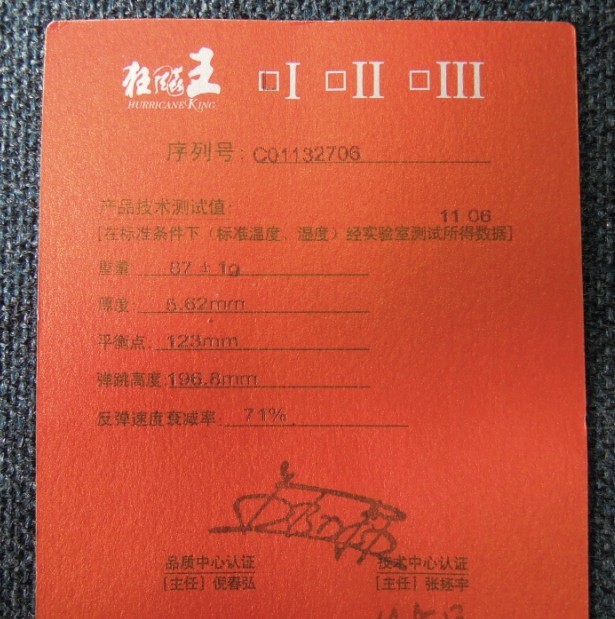 狂飚王 □I □II □III
HURRICANE KING
序列号: C01132706
产品技术测试值: 11 06
[在标准条件下(标准温度、湿度)经实验室测试所得数据]
重量: 87±1g
厚度: 5.62mm
平衡点: 123mm
弹跳高度: 196.8mm
反弹速度衰减率: 71%
品质中心认证 技术中心认证
[主任] 倪春弘 [主任]